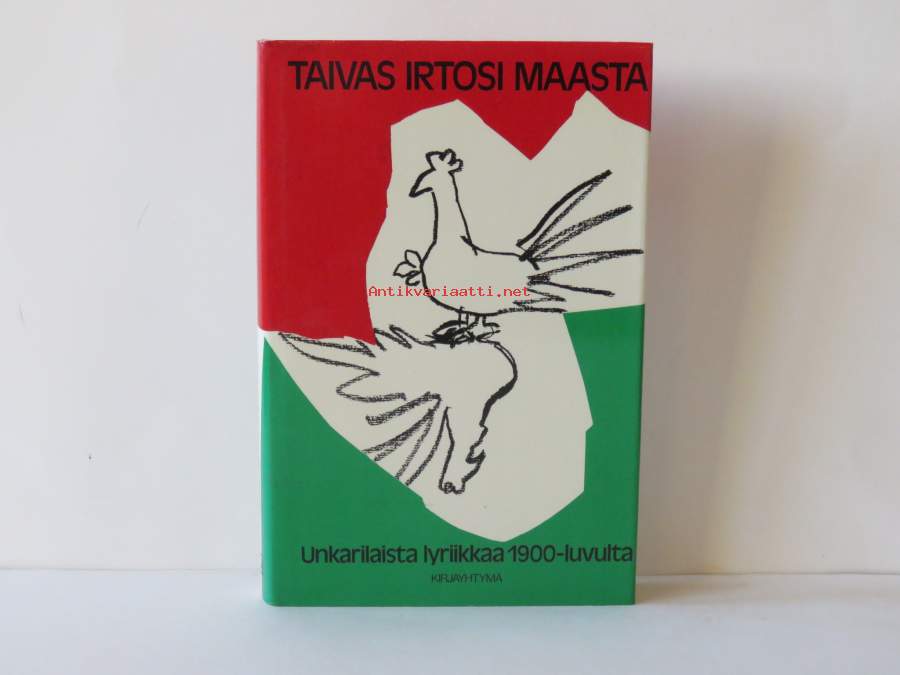 TAIVAS IRTOSI MAASTA
Antikvariaatti.net
Unkarilaista lyriikkaa 1900-luvulta
KIRJAYHTYMÄ